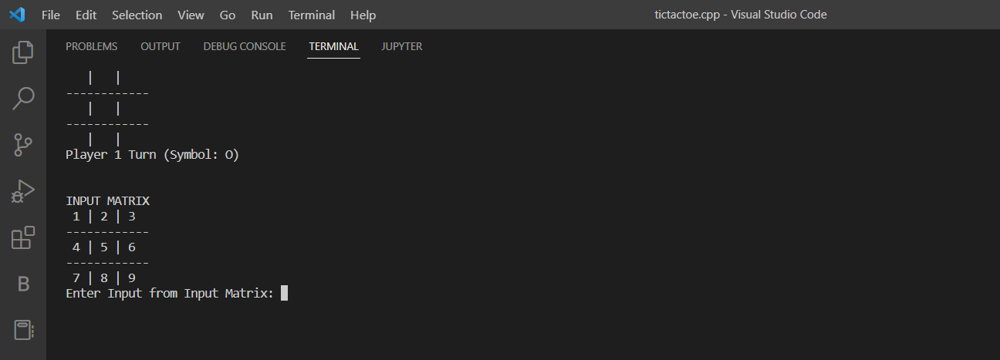 File Edit Selection View Go Run Terminal Help tictactoe.cpp - Visual Studio Code
PROBLEMS OUTPUT DEBUG CONSOLE TERMINAL JUPYTER
   |   |
------------
   |   |
------------
   |   |
Player 1 Turn (Symbol: O)
INPUT MATRIX
 1 | 2 | 3
------------
 4 | 5 | 6
------------
 7 | 8 | 9
Enter Input from Input Matrix:
B